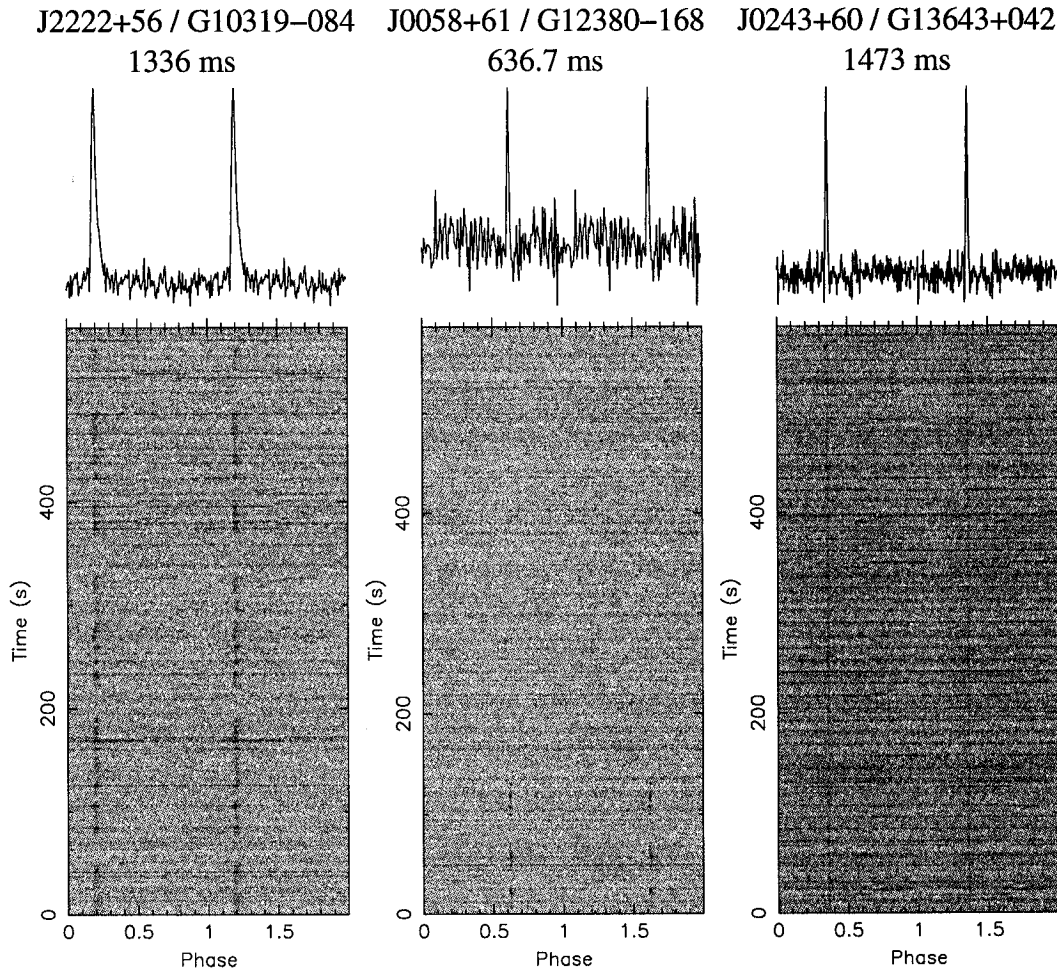 J2222+56 / G10319−084
1336 ms
J0058+61 / G12380−168
636.7 ms
J0243+60 / G13643+042
1473 ms
Time (s)
0
200
400
0 0.5 1 1.5
Phase
Time (s)
0
200
400
0 0.5 1 1.5
Phase
Time (s)
0
200
400
0 0.5 1 1.5
Phase